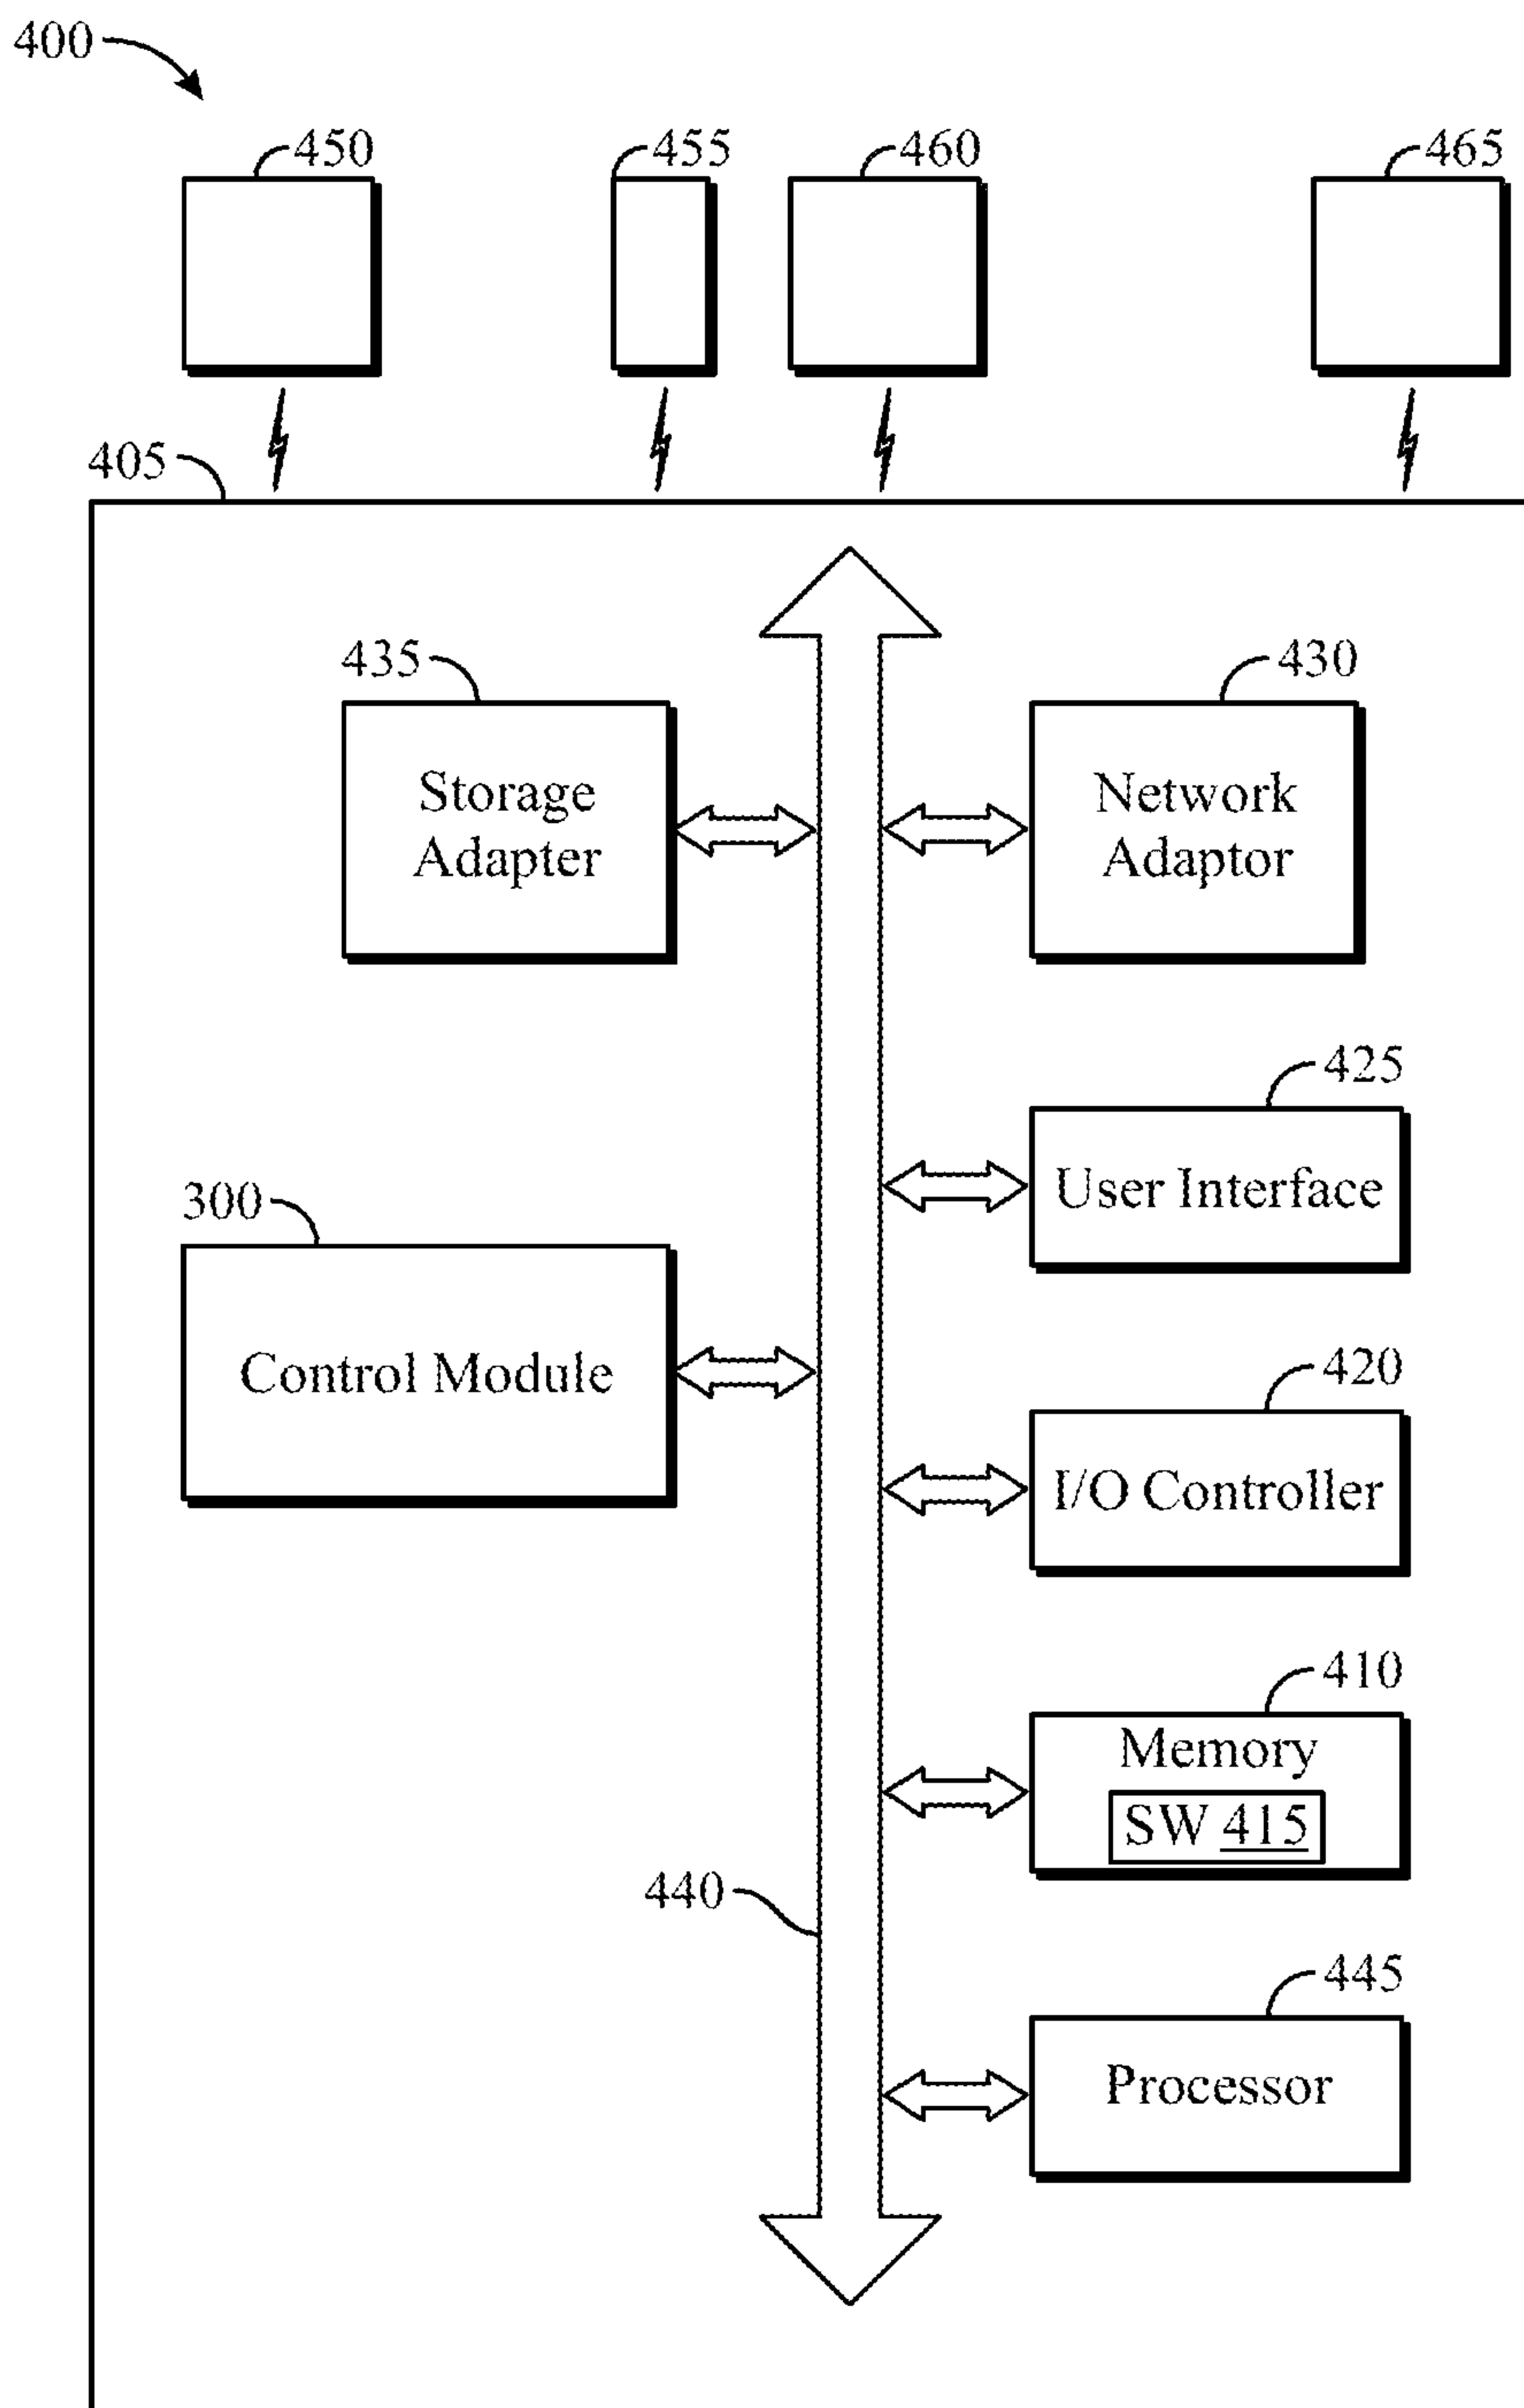 400
450
455
460
465
405
435
430
Storage
Adapter
Network
Adaptor
425
User Interface
300
Control Module
420
I/O Controller
410
Memory
SW 415
440
445
Processor